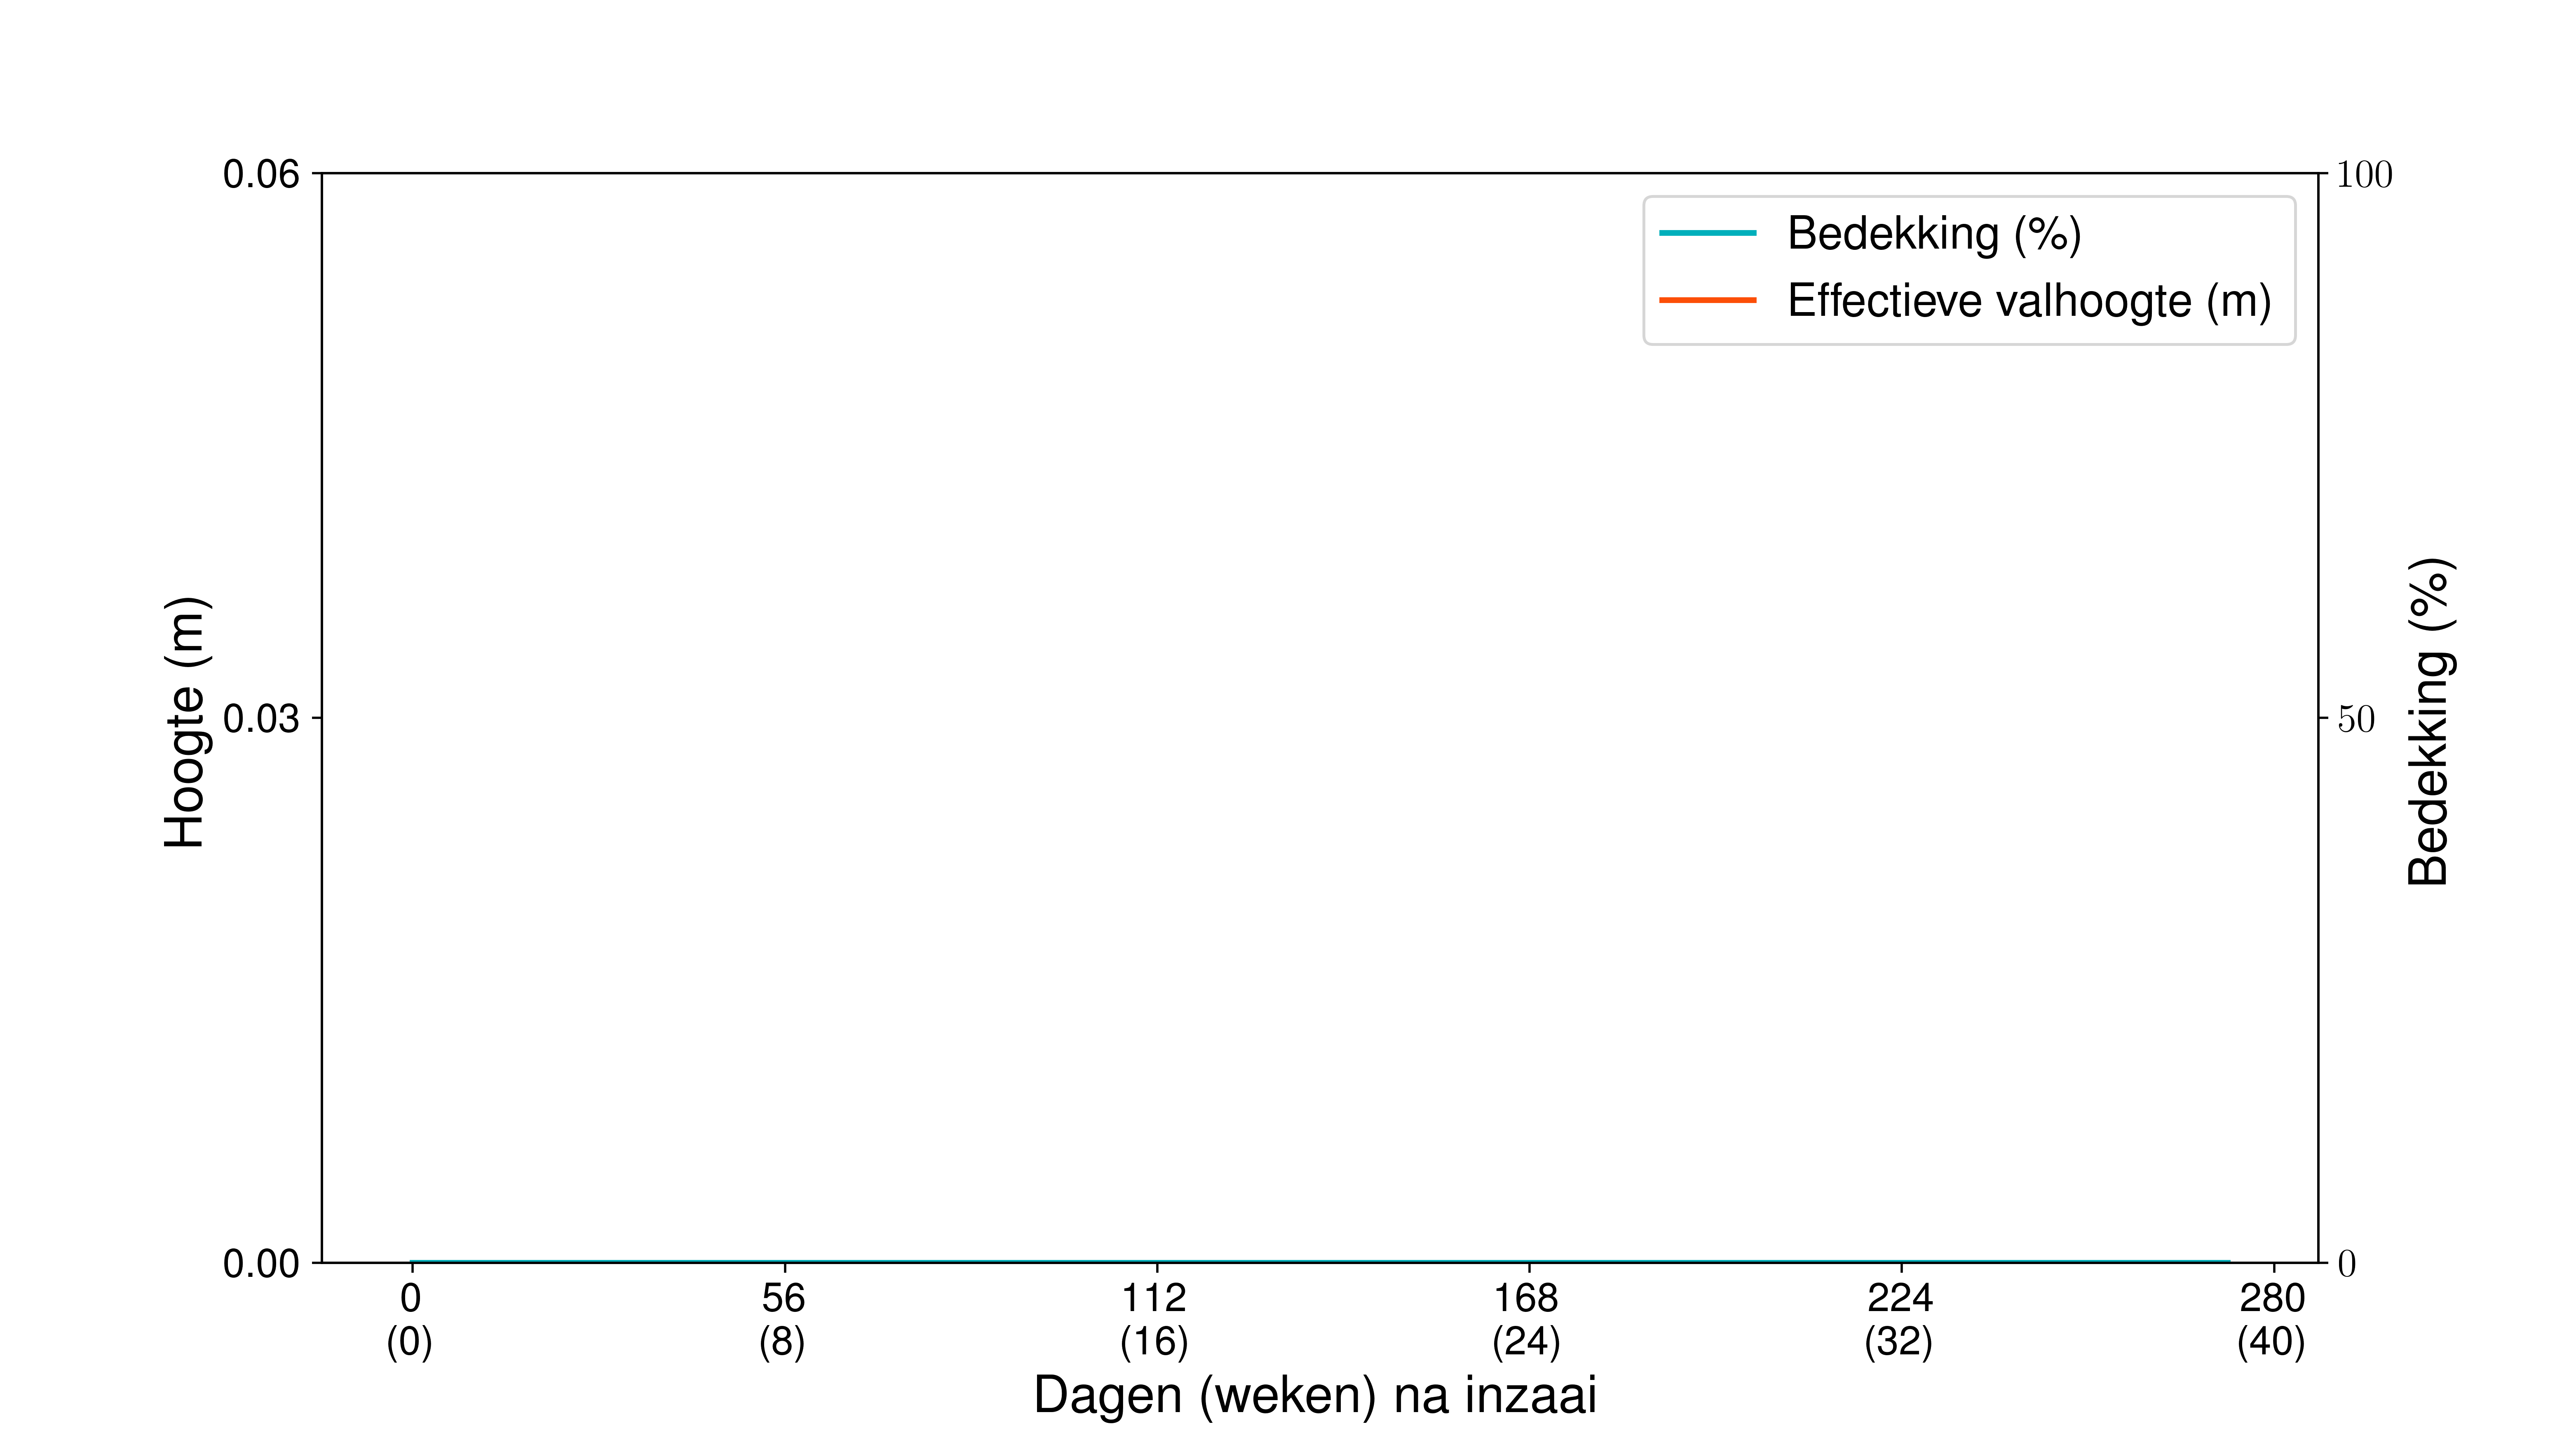 0.06
100
Bedekking (%)
Effectieve valhoogte (m)
Hoogte (m)
0.03
50
Bedekking (%)
0.00
0
0 56 112 168 224 280
(0) (8) (16) (24) (32) (40)
Dagen (weken) na inzaai